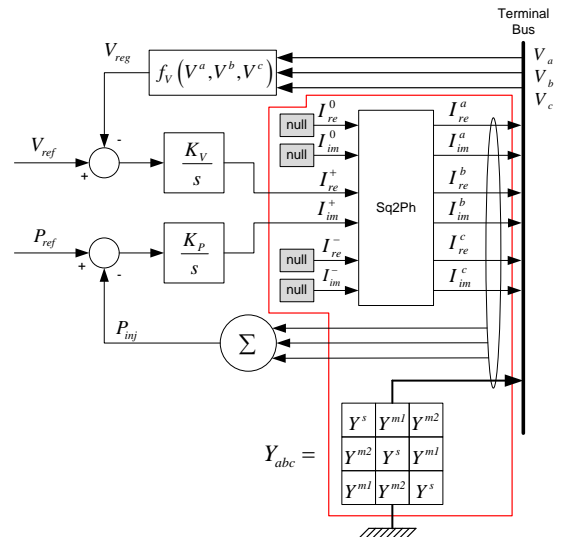 Terminal
Bus
V_reg
f_V(V^a, V^b, V^c)
V_a
V_b
V_c
-
V_ref
+
K_V
s
null
I_re^0
null
I_im^0
I_re^+
I_im^+
null
I_re^-
null
I_im^-
Sq2Ph
I_re^a
I_im^a
I_re^b
I_im^b
I_re^c
I_im^c
P_ref
+
-
K_P
s
P_inj
Σ
Y_abc =
Y^s Y^m1 Y^m2
Y^m2 Y^s Y^m1
Y^m1 Y^m2 Y^s